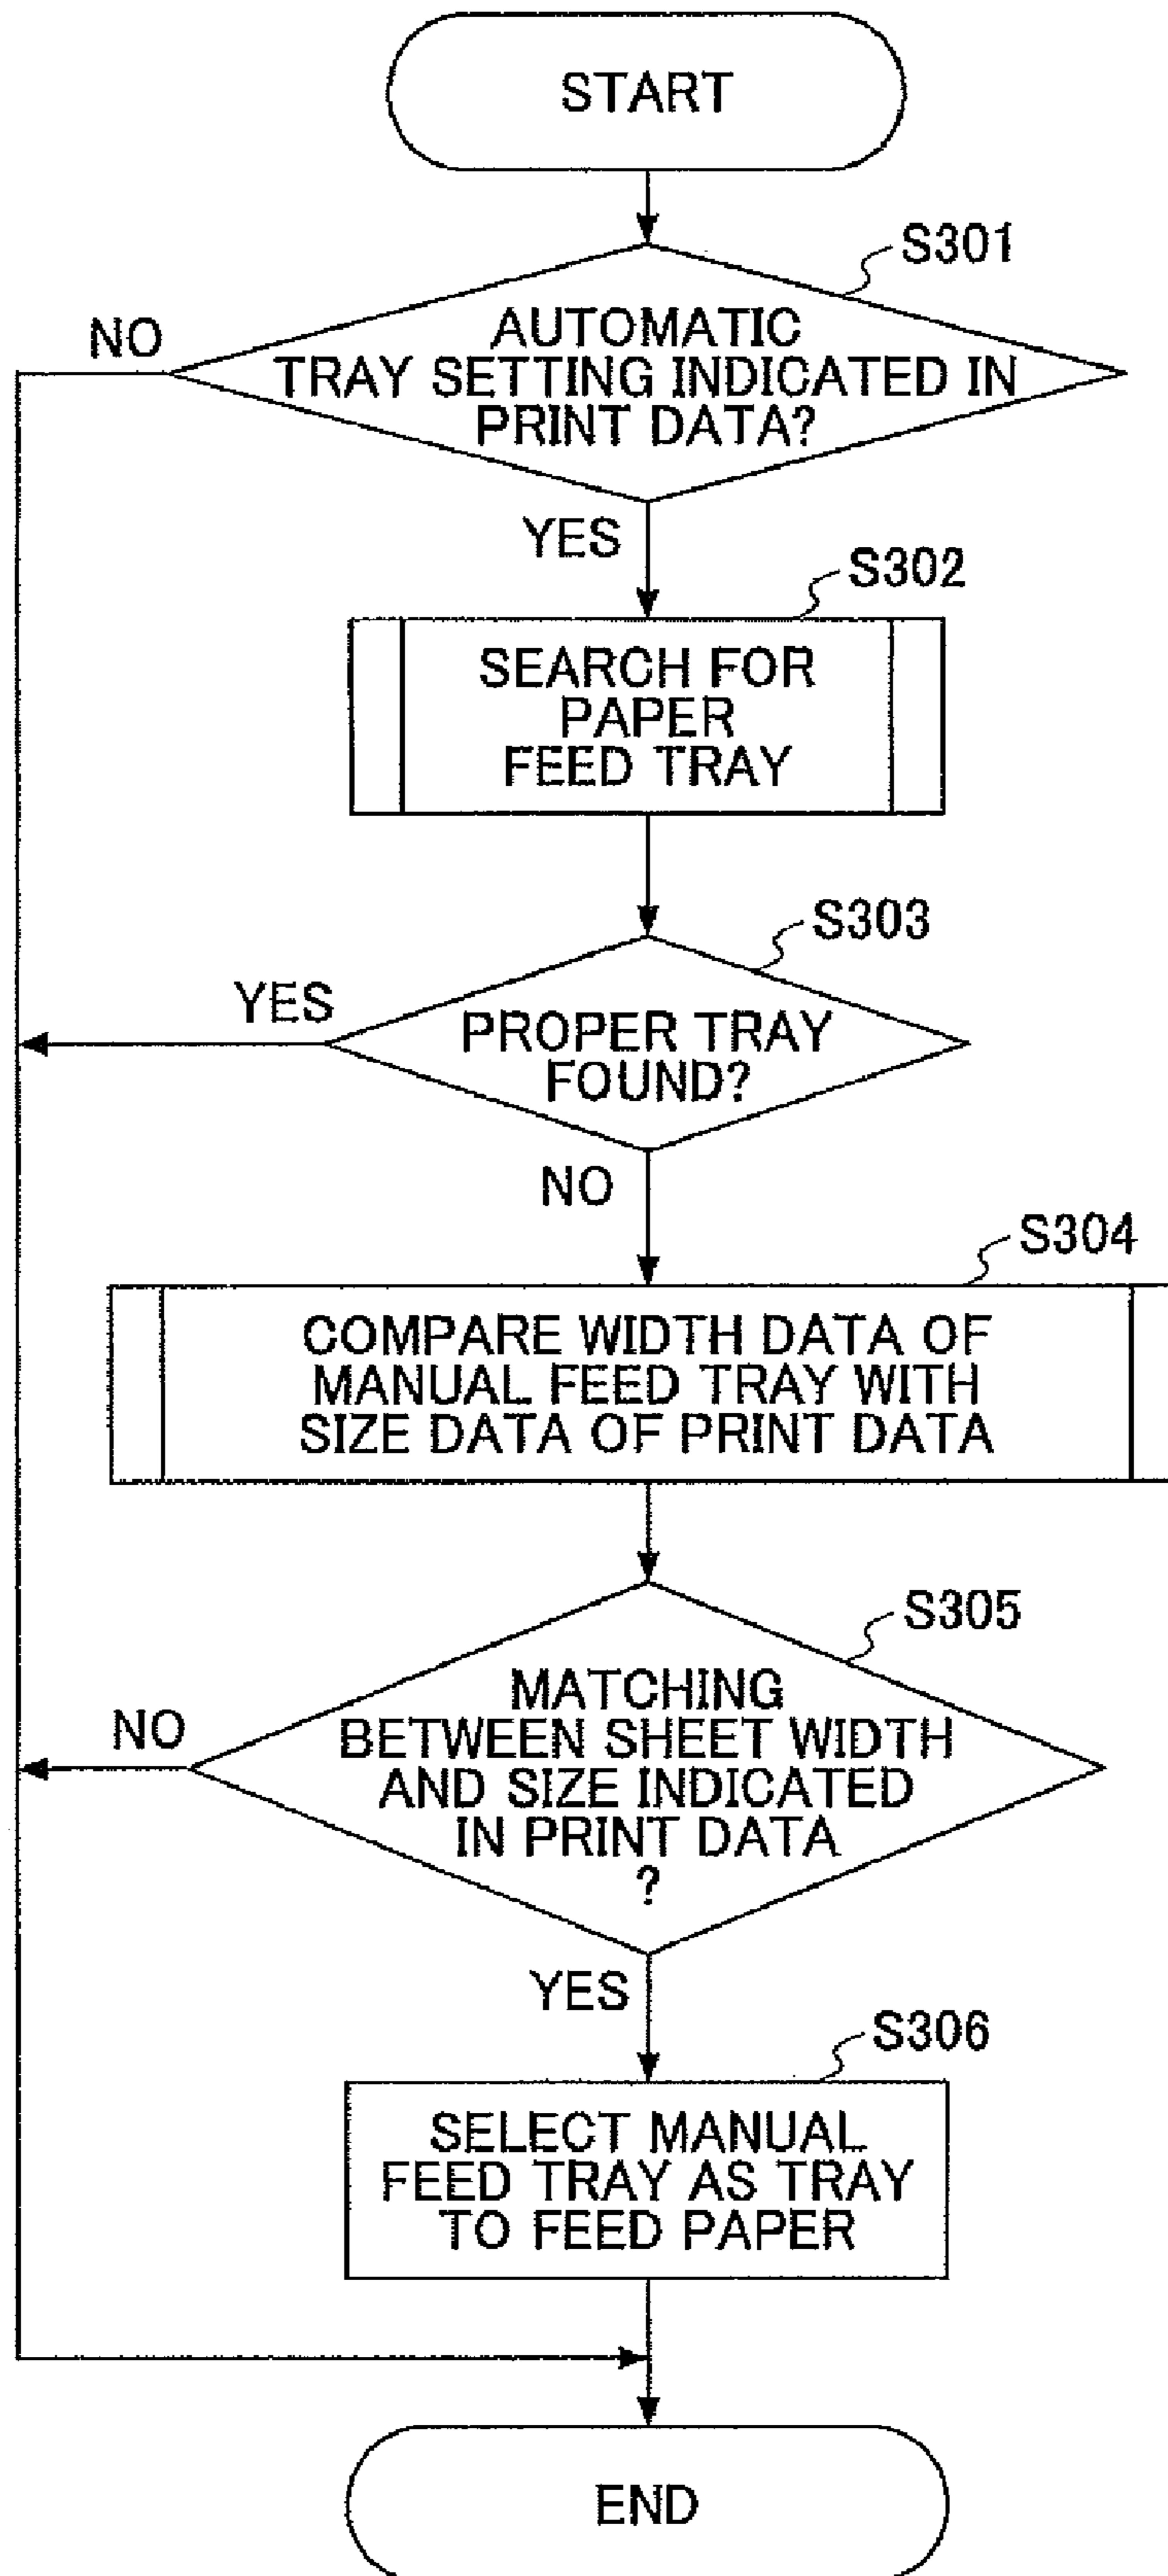 START
S301
NO
AUTOMATIC
TRAY SETTING INDICATED IN
PRINT DATA?
YES
S302
SEARCH FOR
PAPER
FEED TRAY
S303
YES
PROPER TRAY
FOUND?
NO
S304
COMPARE WIDTH DATA OF
MANUAL FEED TRAY WITH
SIZE DATA OF PRINT DATA
S305
NO
MATCHING
BETWEEN SHEET WIDTH
AND SIZE INDICATED
IN PRINT DATA
?
YES
S306
SELECT MANUAL
FEED TRAY AS TRAY
TO FEED PAPER
END